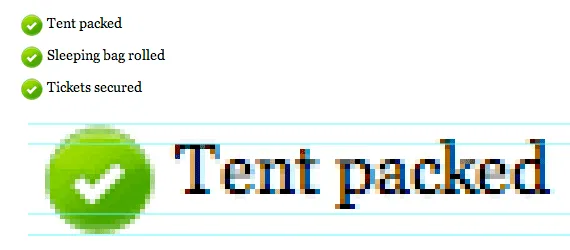 Tent packed
Sleeping bag rolled
Tickets secured
Tent packed